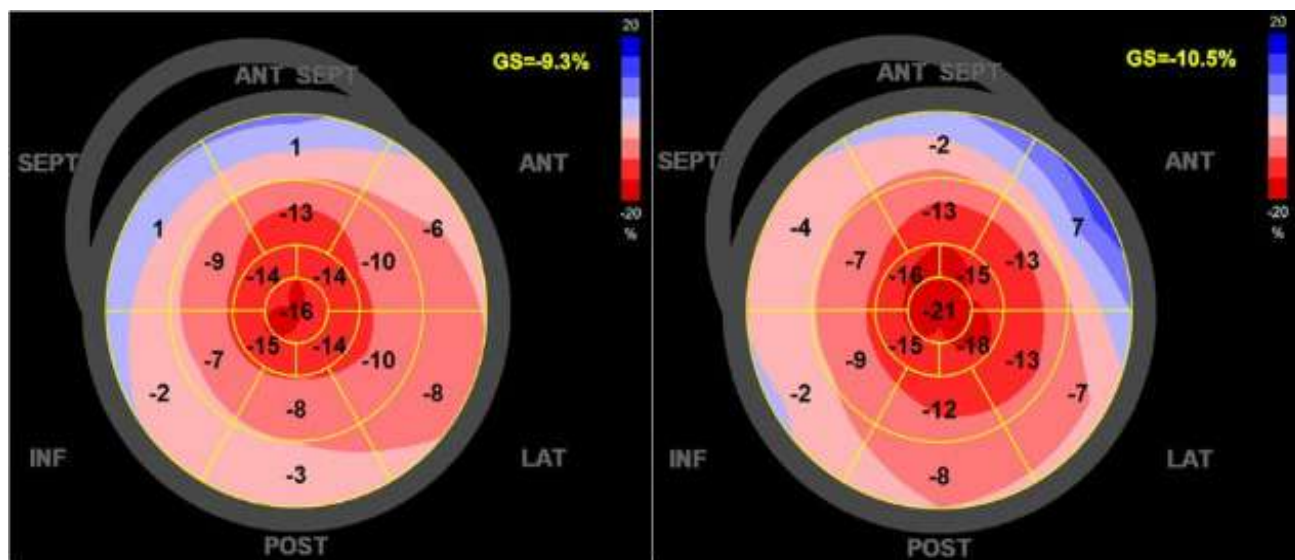 20
GS=-9.3%
ANT SEPT
SEPT
ANT
1
1
-6
-13
-9
-10
-14
-14
-16
-15
-14
-7
-10
-2
-8
-8
-3
INF
LAT
POST
-20
%
20
GS=-10.5%
ANT SEPT
SEPT
ANT
-2
-4
7
-13
-7
-13
-16
-15
-21
-15
-18
-9
-13
-2
-7
-12
-8
INF
LAT
POST
-20
%